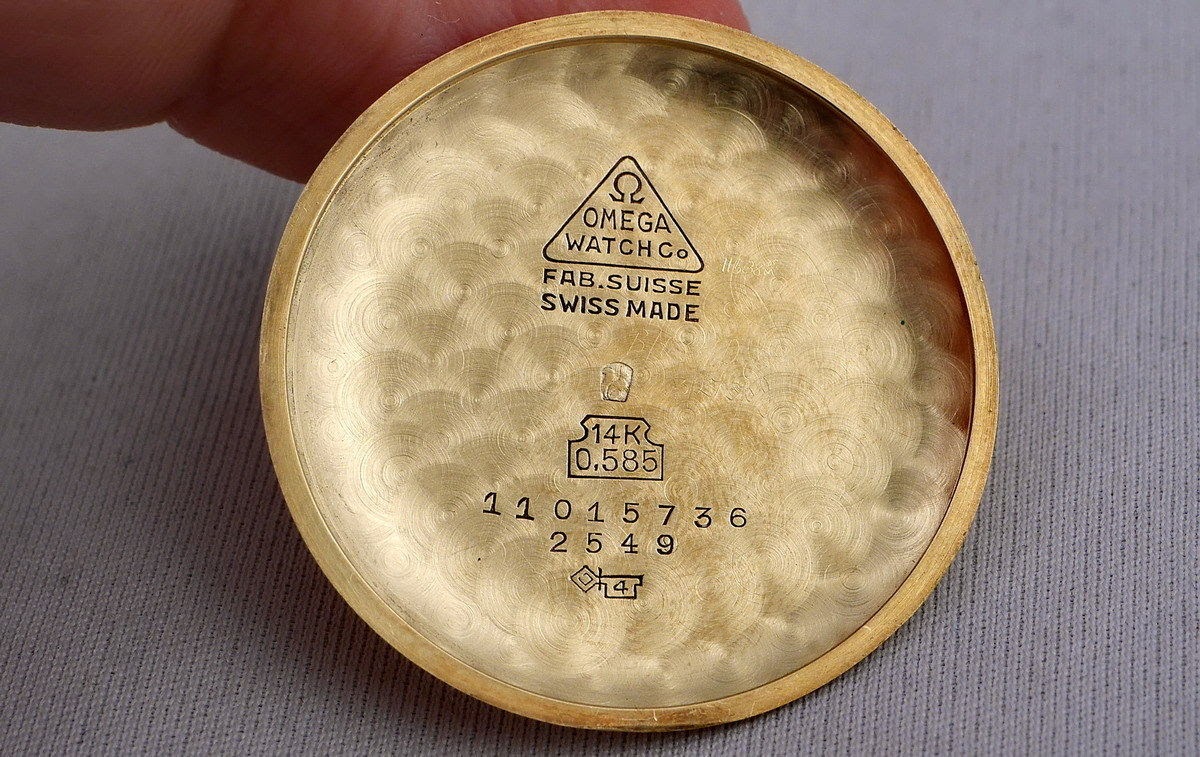 Ω
OMEGA
WATCH Co
FAB. SUISSE
SWISS MADE
14K
0,585
11015736
2549
4